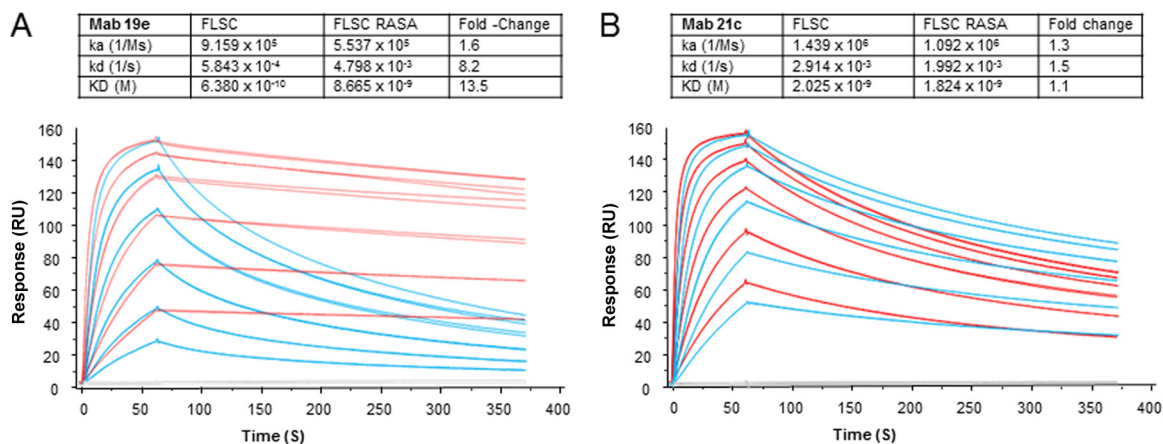 A
Mab 19e FLSC FLSC RASA Fold -Change
ka (1/Ms) 9.159 x 10⁵ 5.537 x 10⁵ 1.6
kd (1/s) 5.843 x 10⁻⁴ 4.798 x 10⁻³ 8.2
KD (M) 6.380 x 10⁻¹⁰ 8.665 x 10⁻⁹ 13.5
160
140
120
100
80
60
40
20
0
Response (RU)
0 50 100 150 200 250 300 350 400
Time (S)
B
Mab 21c FLSC FLSC RASA Fold change
ka (1/Ms) 1.439 x 10⁶ 1.092 x 10⁶ 1.3
kd (1/s) 2.914 x 10⁻³ 1.992 x 10⁻³ 1.5
KD (M) 2.025 x 10⁻⁹ 1.824 x 10⁻⁹ 1.1
160
140
120
100
80
60
40
20
0
Response (RU)
0 50 100 150 200 250 300 350 400
Time (S)